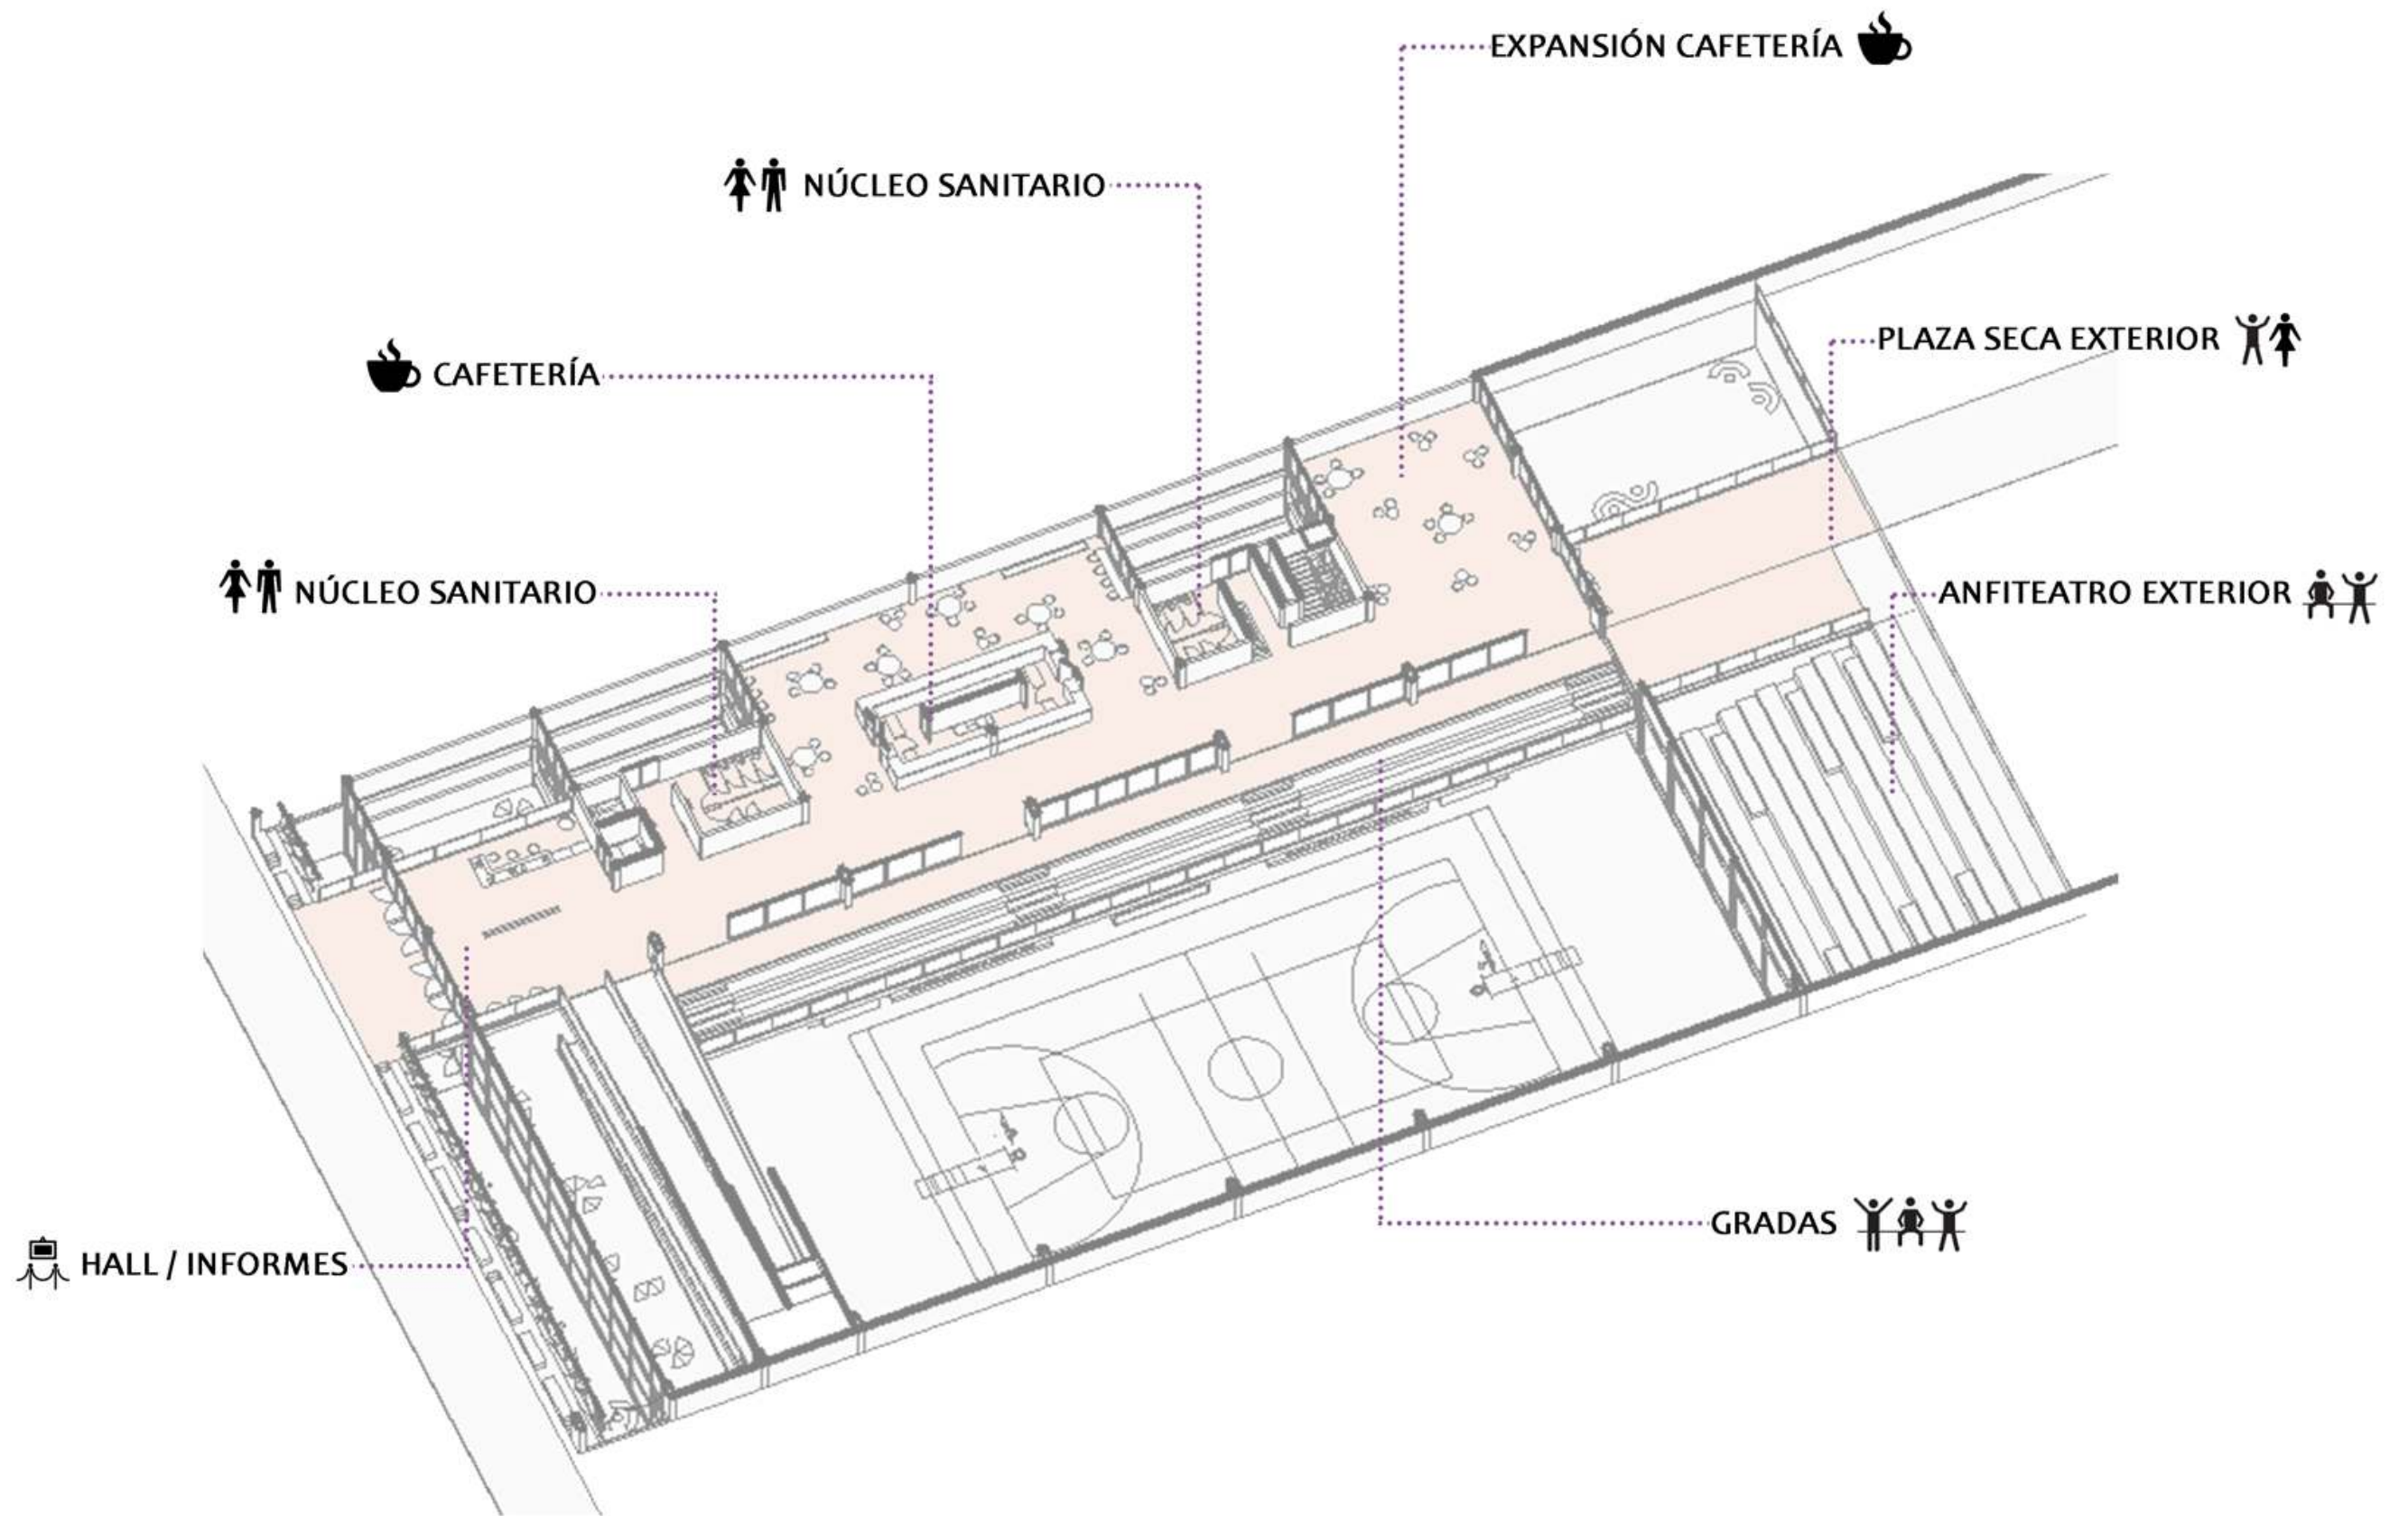 EXPANSIÓN CAFETERÍA
NÚCLEO SANITARIO
PLAZA SECA EXTERIOR
CAFETERÍA
NÚCLEO SANITARIO
ANFITEATRO EXTERIOR
GRADAS
HALL / INFORMES